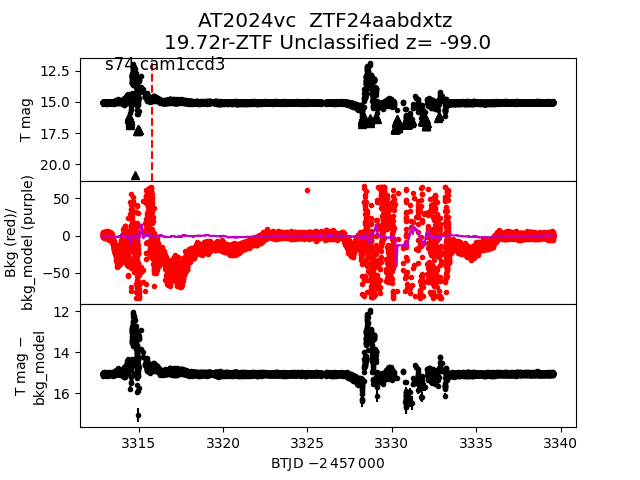 AT2024vc  ZTF24aabdxtz
19.72r-ZTF Unclassified z= -99.0
s74 cam1ccd3
12.5
15.0
17.5
20.0
T mag
50
0
−50
Bkg (red)/
bkg_model (purple)
12
14
16
T mag −
bkg_model
3315
3320
3325
3330
3335
3340
BTJD −2 457 000